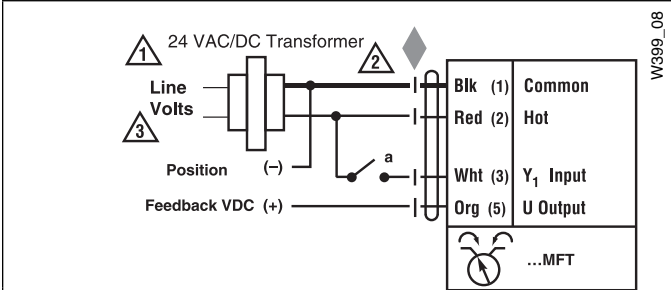 1 24 VAC/DC Transformer 2
Line
Volts
3
Blk (1) Common
Red (2) Hot
a
Position (–)
Wht (3) Y1 Input
Feedback VDC (+)
Org (5) U Output
...MFT
W399_08